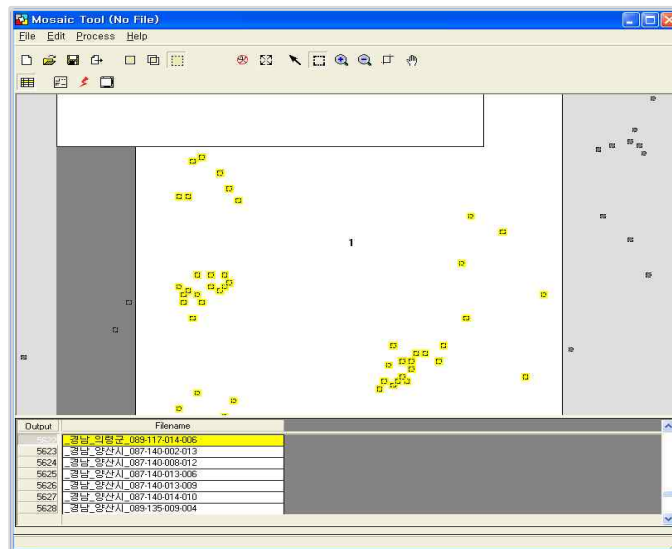 Mosaic Tool (No File)
File Edit Process Help
1
Output Filename
_경남_의령군_089-117-014-006
5623 _경남_양산시_087-140-002-013
5624 _경남_양산시_087-140-008-012
5625 _경남_양산시_087-140-013-006
5626 _경남_양산시_087-140-013-009
5627 _경남_양산시_087-140-014-010
5628 _경남_양산시_089-135-009-004